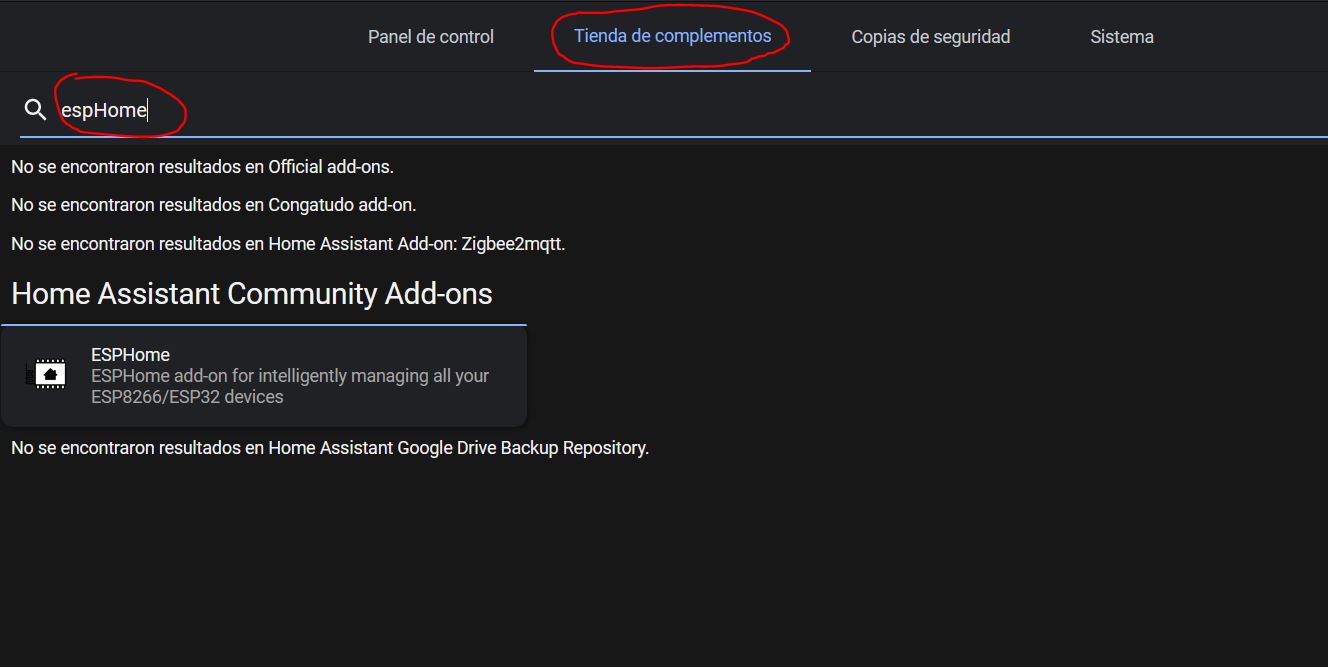 Panel de control Tienda de complementos Copias de seguridad Sistema
espHome
No se encontraron resultados en Official add-ons.
No se encontraron resultados en Congatudo add-on.
No se encontraron resultados en Home Assistant Add-on: Zigbee2mqtt.
Home Assistant Community Add-ons
ESPHome
ESPHome add-on for intelligently managing all your
ESP8266/ESP32 devices
No se encontraron resultados en Home Assistant Google Drive Backup Repository.